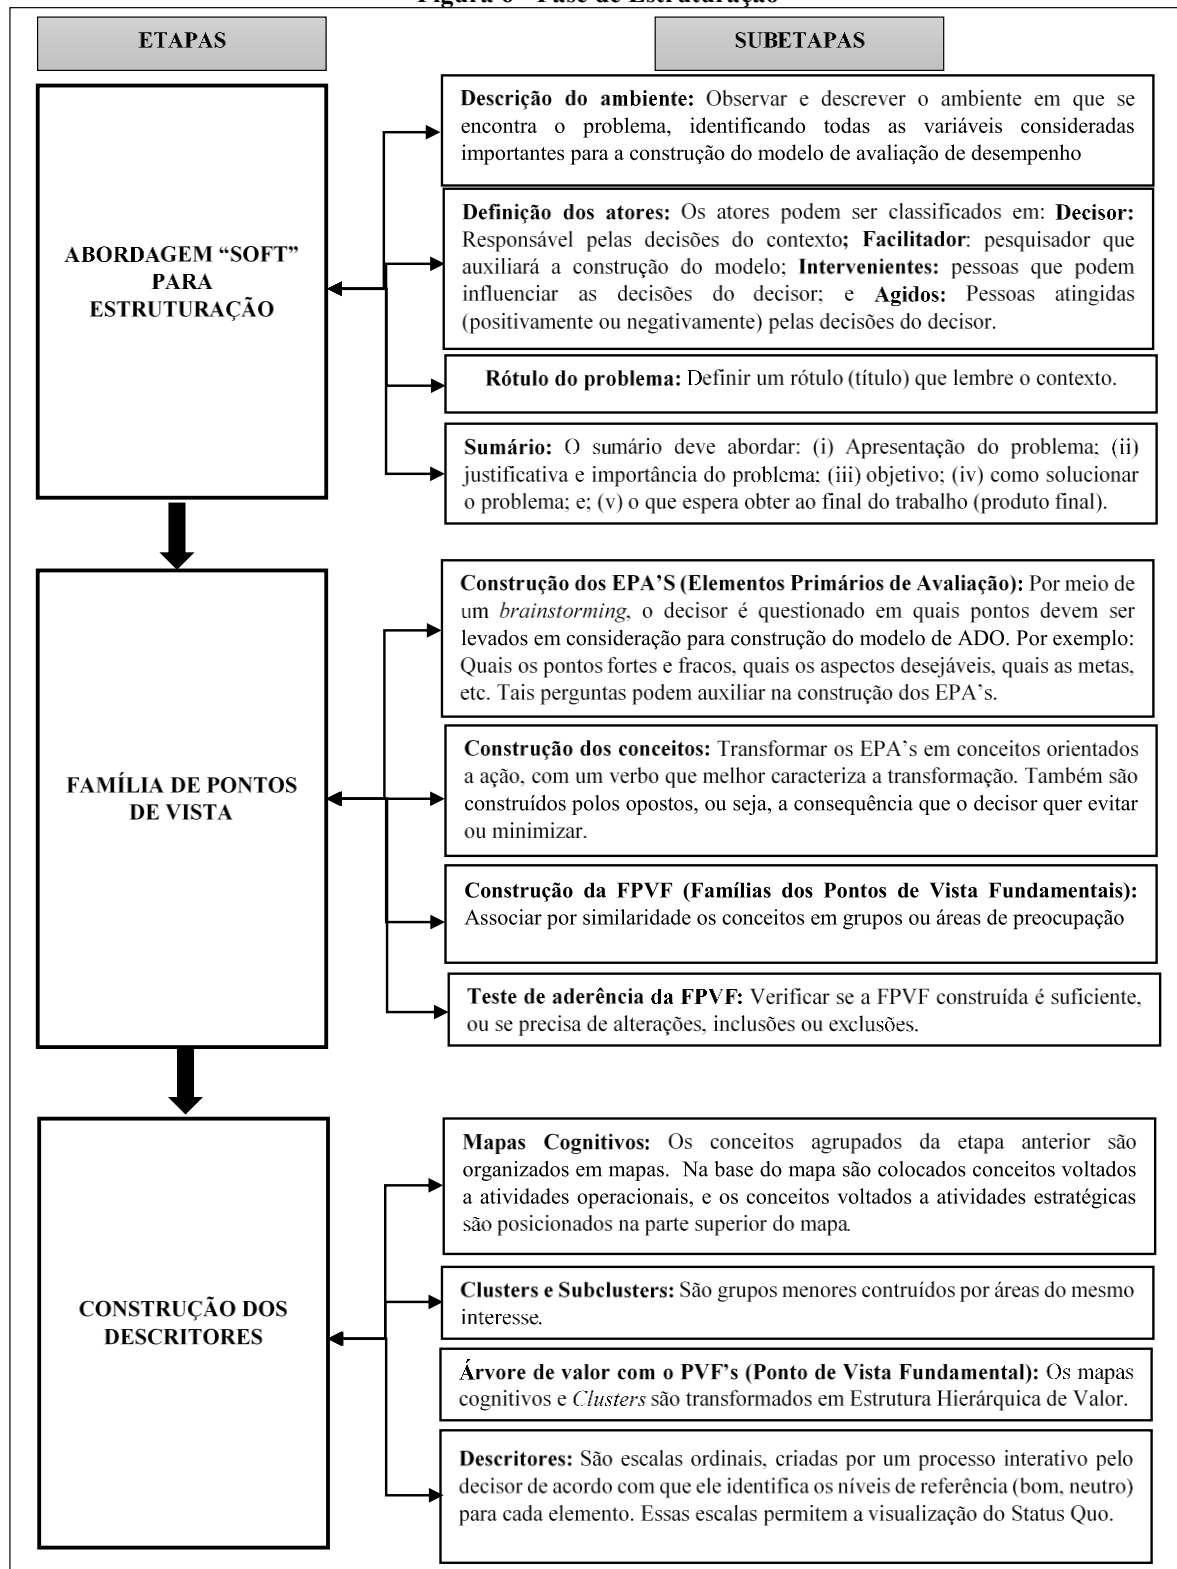 Figura 6 - Fase de Estruturação
ETAPAS
SUBETAPAS
ABORDAGEM “SOFT”
PARA
ESTRUTURAÇÃO
Descrição do ambiente: Observar e descrever o ambiente em que se
encontra o problema, identificando todas as variáveis consideradas
importantes para a construção do modelo de avaliação de desempenho
Definição dos atores: Os atores podem ser classificados em: Decisor:
Responsável pelas decisões do contexto; Facilitador: pesquisador que
auxiliará a construção do modelo; Intervenientes: pessoas que podem
influenciar as decisões do decisor; e Agidos: Pessoas atingidas
(positivamente ou negativamente) pelas decisões do decisor.
Rótulo do problema: Definir um rótulo (título) que lembre o contexto.
Sumário: O sumário deve abordar: (i) Apresentação do problema; (ii)
justificativa e importância do problema; (iii) objetivo; (iv) como solucionar
o problema; e; (v) o que espera obter ao final do trabalho (produto final).
FAMÍLIA DE PONTOS
DE VISTA
Construção dos EPA’S (Elementos Primários de Avaliação): Por meio de
um brainstorming, o decisor é questionado em quais pontos devem ser
levados em consideração para construção do modelo de ADO. Por exemplo:
Quais os pontos fortes e fracos, quais os aspectos desejáveis, quais as metas,
etc. Tais perguntas podem auxiliar na construção dos EPA’s.
Construção dos conceitos: Transformar os EPA’s em conceitos orientados
a ação, com um verbo que melhor caracteriza a transformação. Também são
construídos polos opostos, ou seja, a consequência que o decisor quer evitar
ou minimizar.
Construção da FPVF (Famílias dos Pontos de Vista Fundamentais):
Associar por similaridade os conceitos em grupos ou áreas de preocupação
Teste de aderência da FPVF: Verificar se a FPVF construída é suficiente,
ou se precisa de alterações, inclusões ou exclusões.
CONSTRUÇÃO DOS
DESCRITORES
Mapas Cognitivos: Os conceitos agrupados da etapa anterior são
organizados em mapas. Na base do mapa são colocados conceitos voltados
a atividades operacionais, e os conceitos voltados a atividades estratégicas
são posicionados na parte superior do mapa.
Clusters e Subclusters: São grupos menores contruídos por áreas do mesmo
interesse.
Árvore de valor com o PVF’s (Ponto de Vista Fundamental): Os mapas
cognitivos e Clusters são transformados em Estrutura Hierárquica de Valor.
Descritores: São escalas ordinais, criadas por um processo interativo pelo
decisor de acordo com que ele identifica os níveis de referência (bom, neutro)
para cada elemento. Essas escalas permitem a visualização do Status Quo.